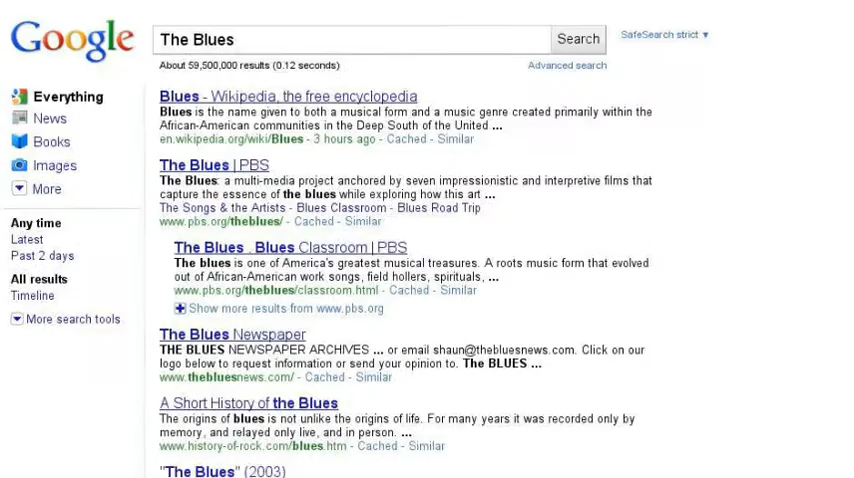 Google
The Blues
Search
SafeSearch strict ▼
About 59,500,000 results (0.12 seconds)
Advanced search
Everything
News
Books
Images
More
Any time
Latest
Past 2 days
All results
Timeline
More search tools
Blues - Wikipedia, the free encyclopedia
Blues is the name given to both a musical form and a music genre created primarily within the
African-American communities in the Deep South of the United ...
en.wikipedia.org/wiki/Blues - 3 hours ago - Cached - Similar
The Blues | PBS
The Blues: a multi-media project anchored by seven impressionistic and interpretive films that
capture the essence of the blues while exploring how this art ...
The Songs & the Artists - Blues Classroom - Blues Road Trip
www.pbs.org/theblues/ - Cached - Similar
The Blues . Blues Classroom | PBS
The blues is one of America's greatest musical treasures. A roots music form that evolved
out of African-American work songs, field hollers, spirituals, ...
www.pbs.org/theblues/classroom.html - Cached - Similar
Show more results from www.pbs.org
The Blues Newspaper
THE BLUES NEWSPAPER ARCHIVES ... or email shaun@thebluesnews.com. Click on our
logo below to request information or send your opinion to. The BLUES ...
www.thebluesnews.com/ - Cached - Similar
A Short History of the Blues
The origins of blues is not unlike the origins of life. For many years it was recorded only by
memory, and relayed only live, and in person. ...
www.history-of-rock.com/blues.htm - Cached - Similar
"The Blues" (2003)